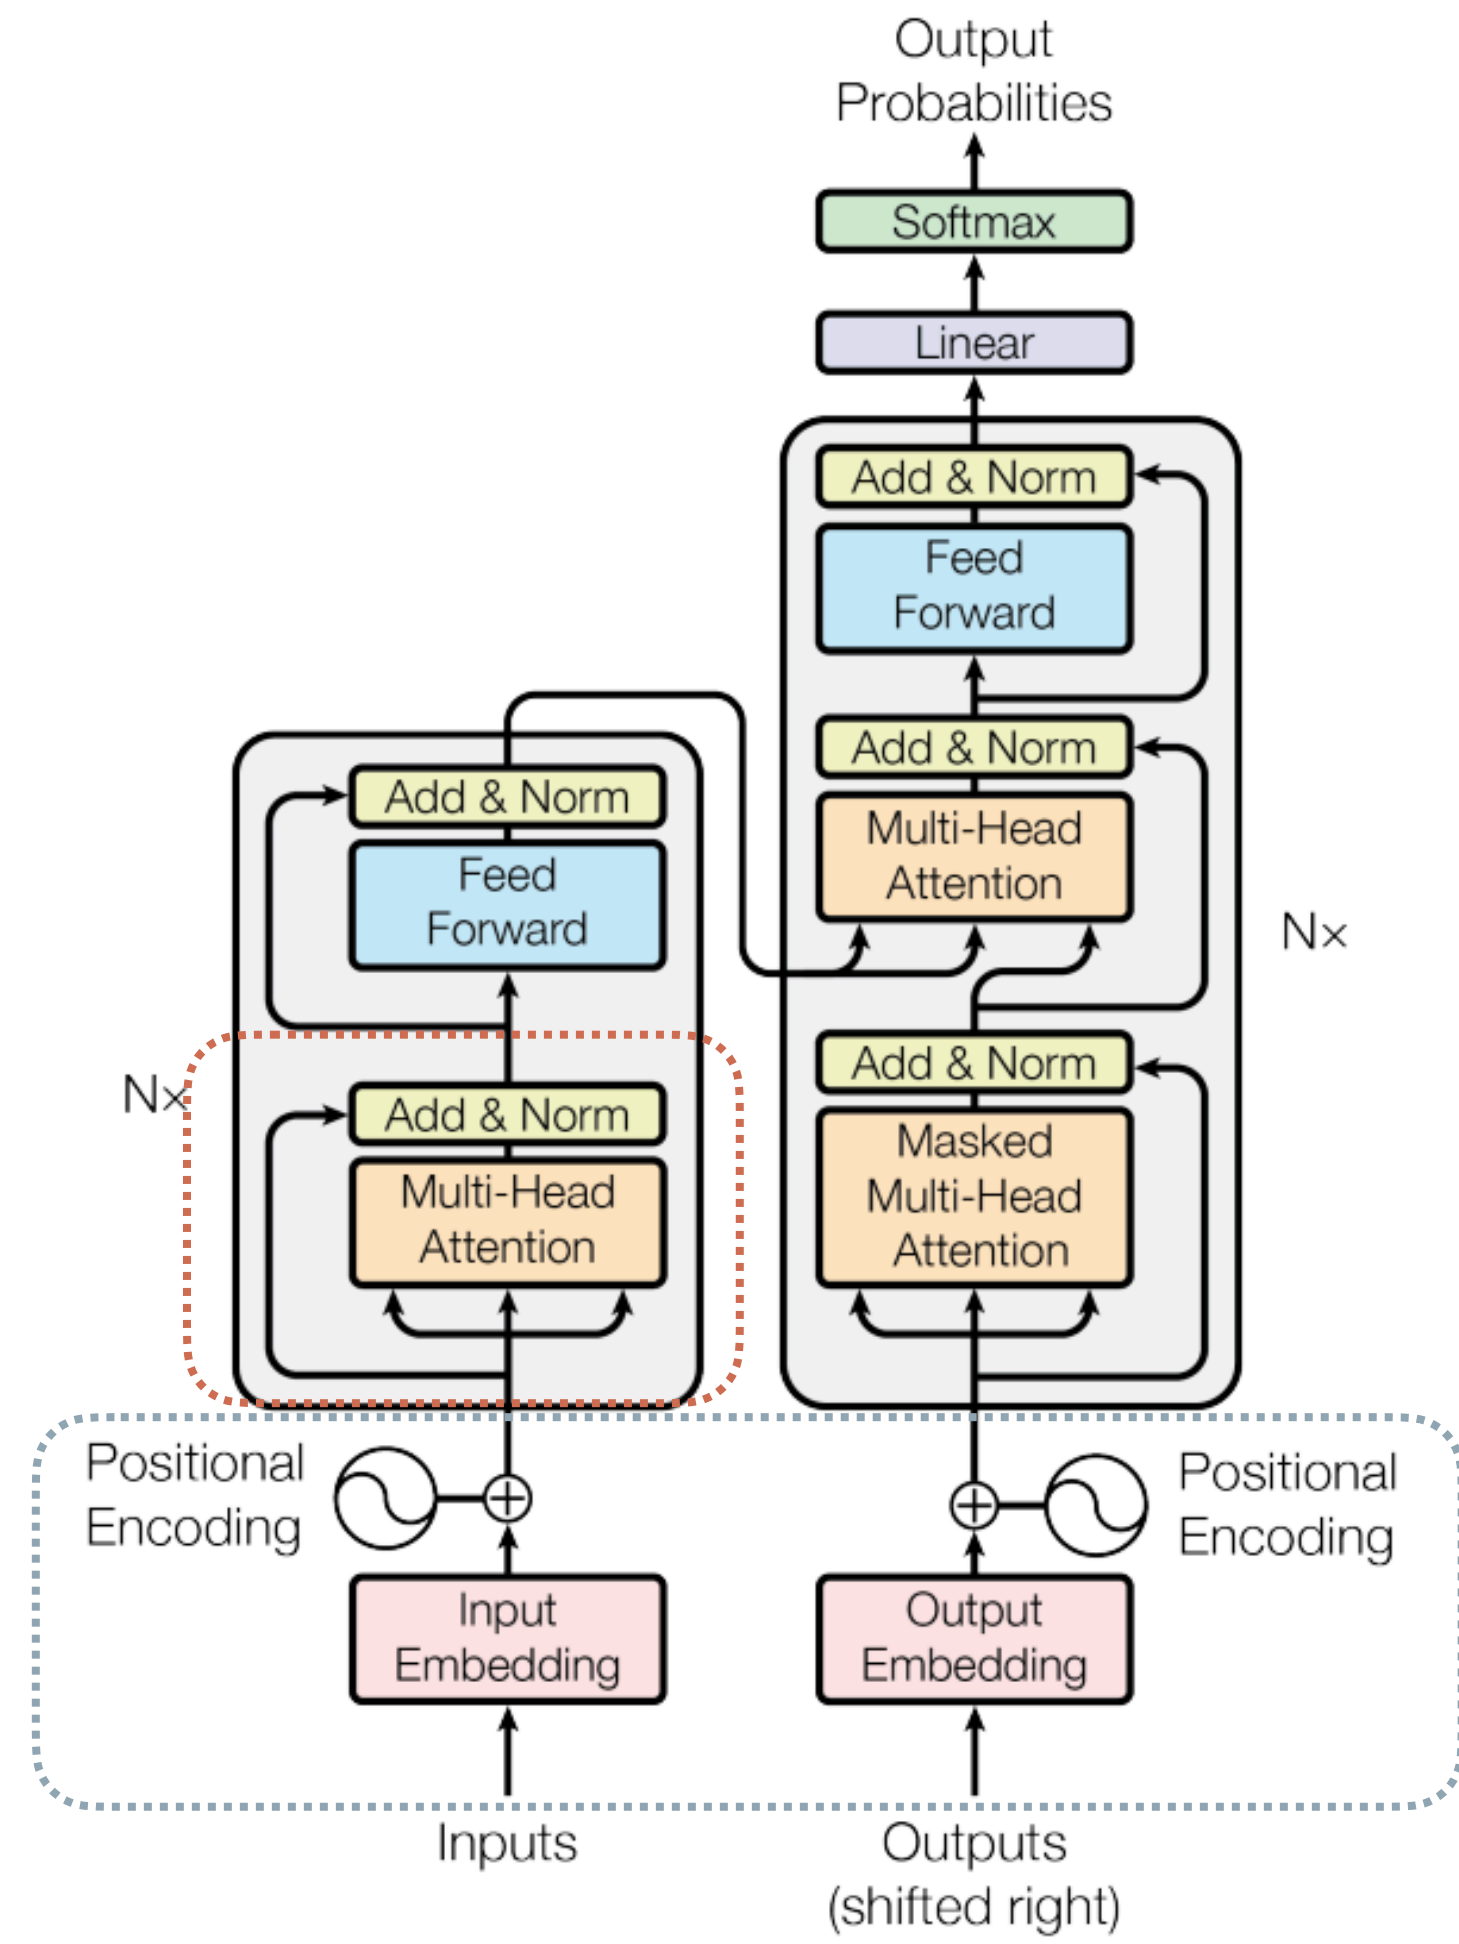 Output
Probabilities
Softmax
Linear
Add & Norm
Feed
Forward
Add & Norm
Multi-Head
Attention
Add & Norm
Masked
Multi-Head
Attention
N×
Add & Norm
Feed
Forward
Add & Norm
Multi-Head
Attention
N×
Positional
Encoding
Positional
Encoding
Input
Embedding
Output
Embedding
Inputs
Outputs
(shifted right)